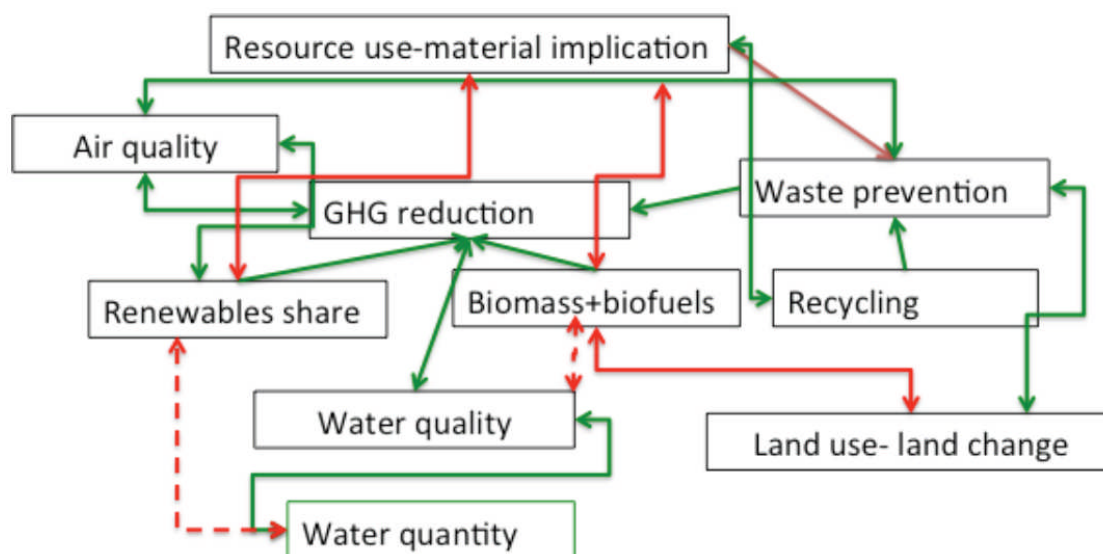 Resource use-material implication
Air quality
Waste prevention
GHG reduction
Renewables share
Biomass+biofuels
Recycling
Water quality
Land use- land change
Water quantity